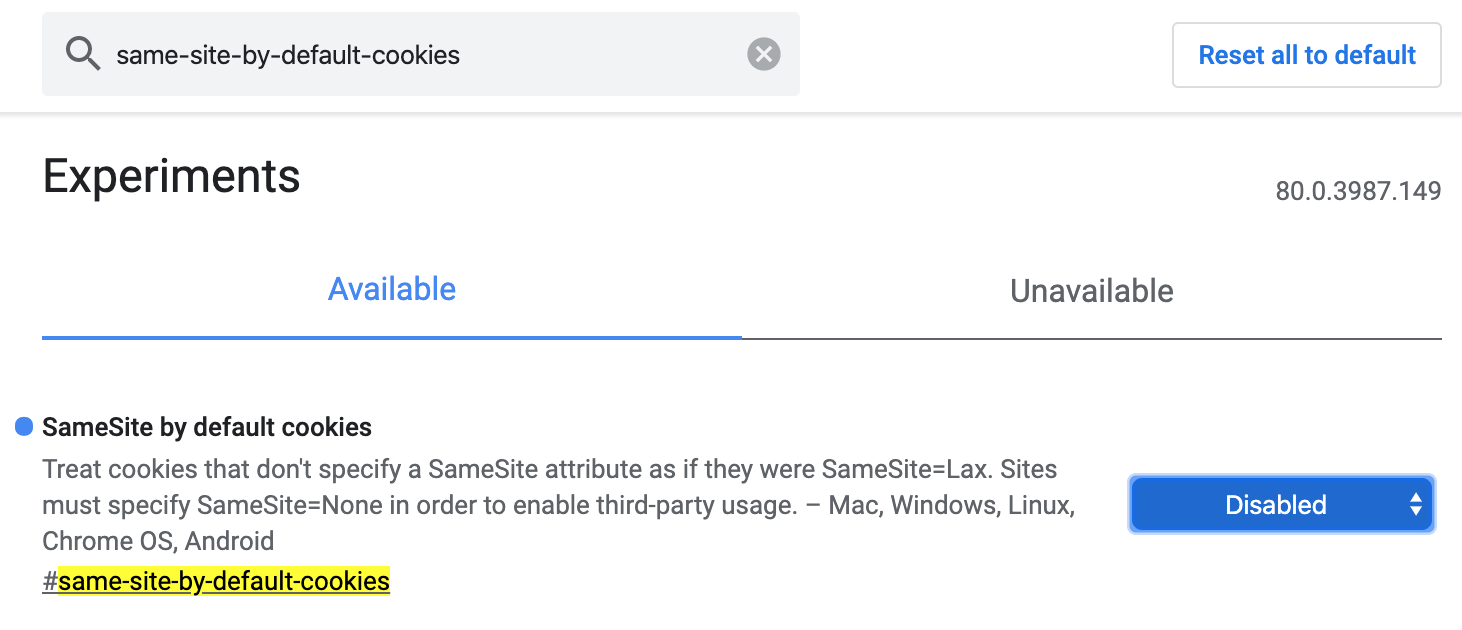 same-site-by-default-cookies
Reset all to default
Experiments
80.0.3987.149
Available
Unavailable
SameSite by default cookies
Treat cookies that don't specify a SameSite attribute as if they were SameSite=Lax. Sites
must specify SameSite=None in order to enable third-party usage. – Mac, Windows, Linux,
Chrome OS, Android
#same-site-by-default-cookies
Disabled